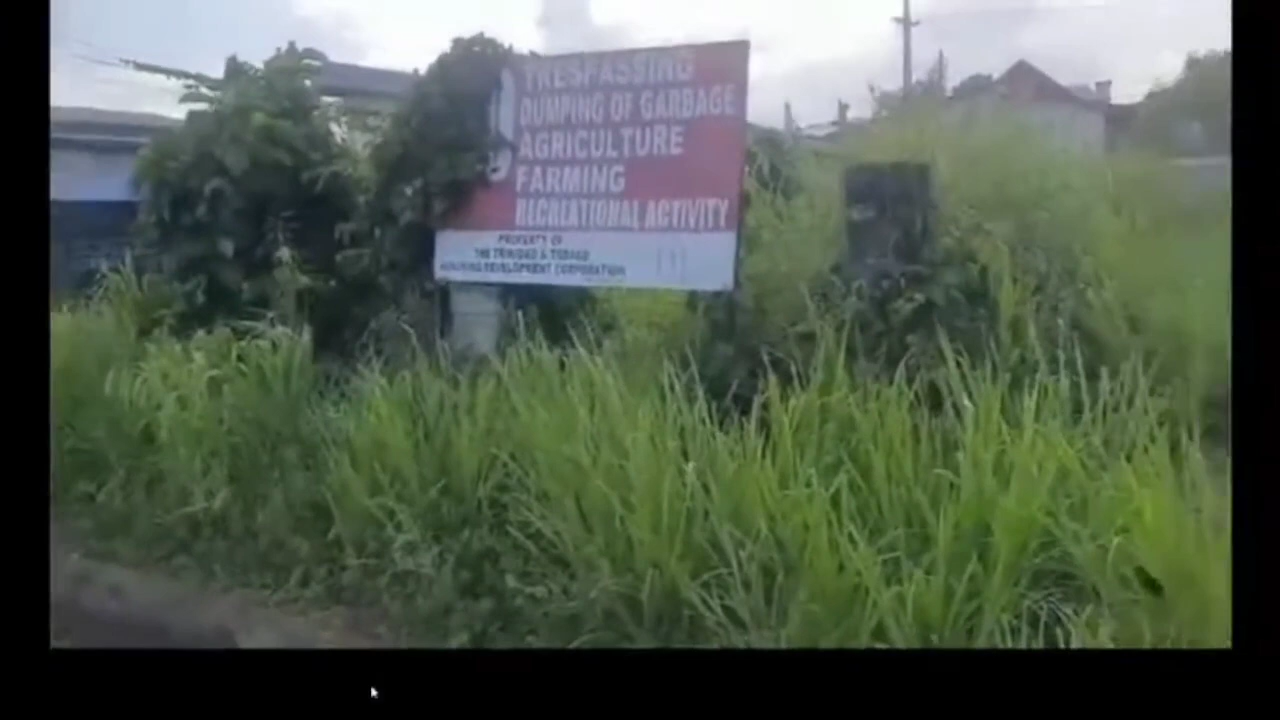 TRESPASSING
DUMPING OF GARBAGE
AGRICULTURE
FARMING
RECREATIONAL ACTIVITY
PROPERTY OF
THE TRINIDAD & TOBAGO
HOUSING DEVELOPMENT CORPORATION